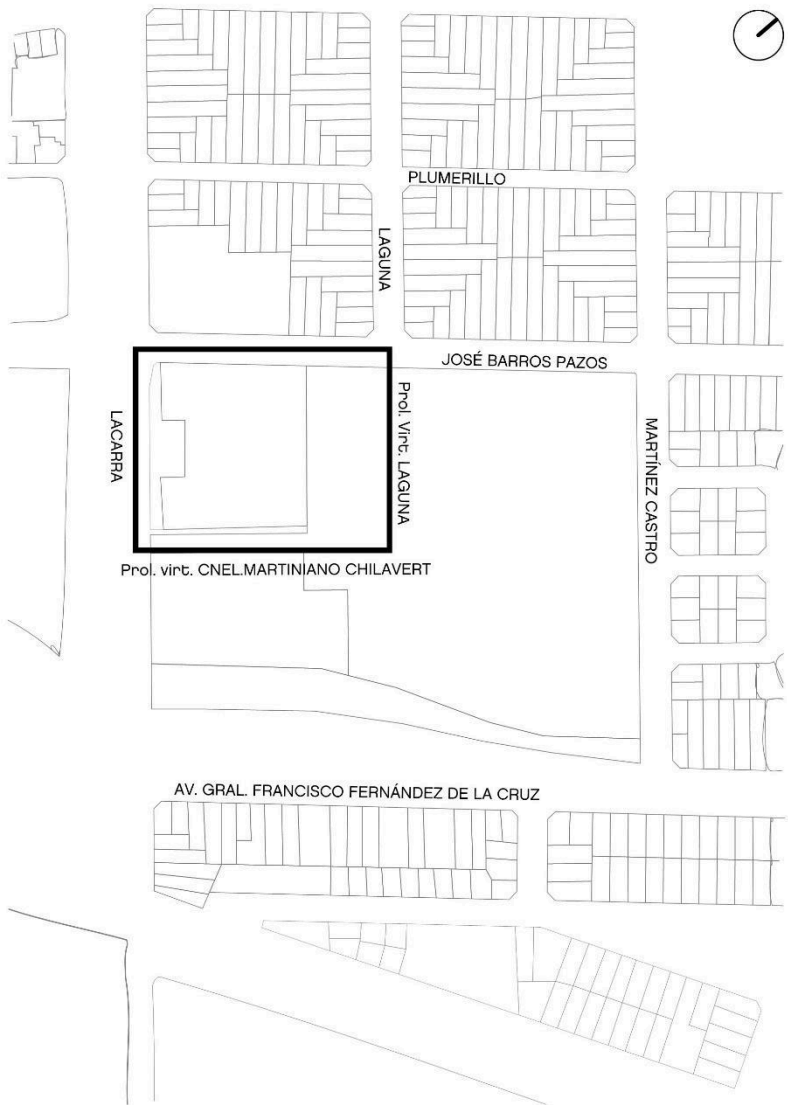 PLUMERILLO
LAGUNA
JOSÉ BARROS PAZOS
LACARRA
Prol. Virt. LAGUNA
MARTÍNEZ CASTRO
Prol. virt. CNEL.MARTINIANO CHILAVERT
AV. GRAL. FRANCISCO FERNÁNDEZ DE LA CRUZ